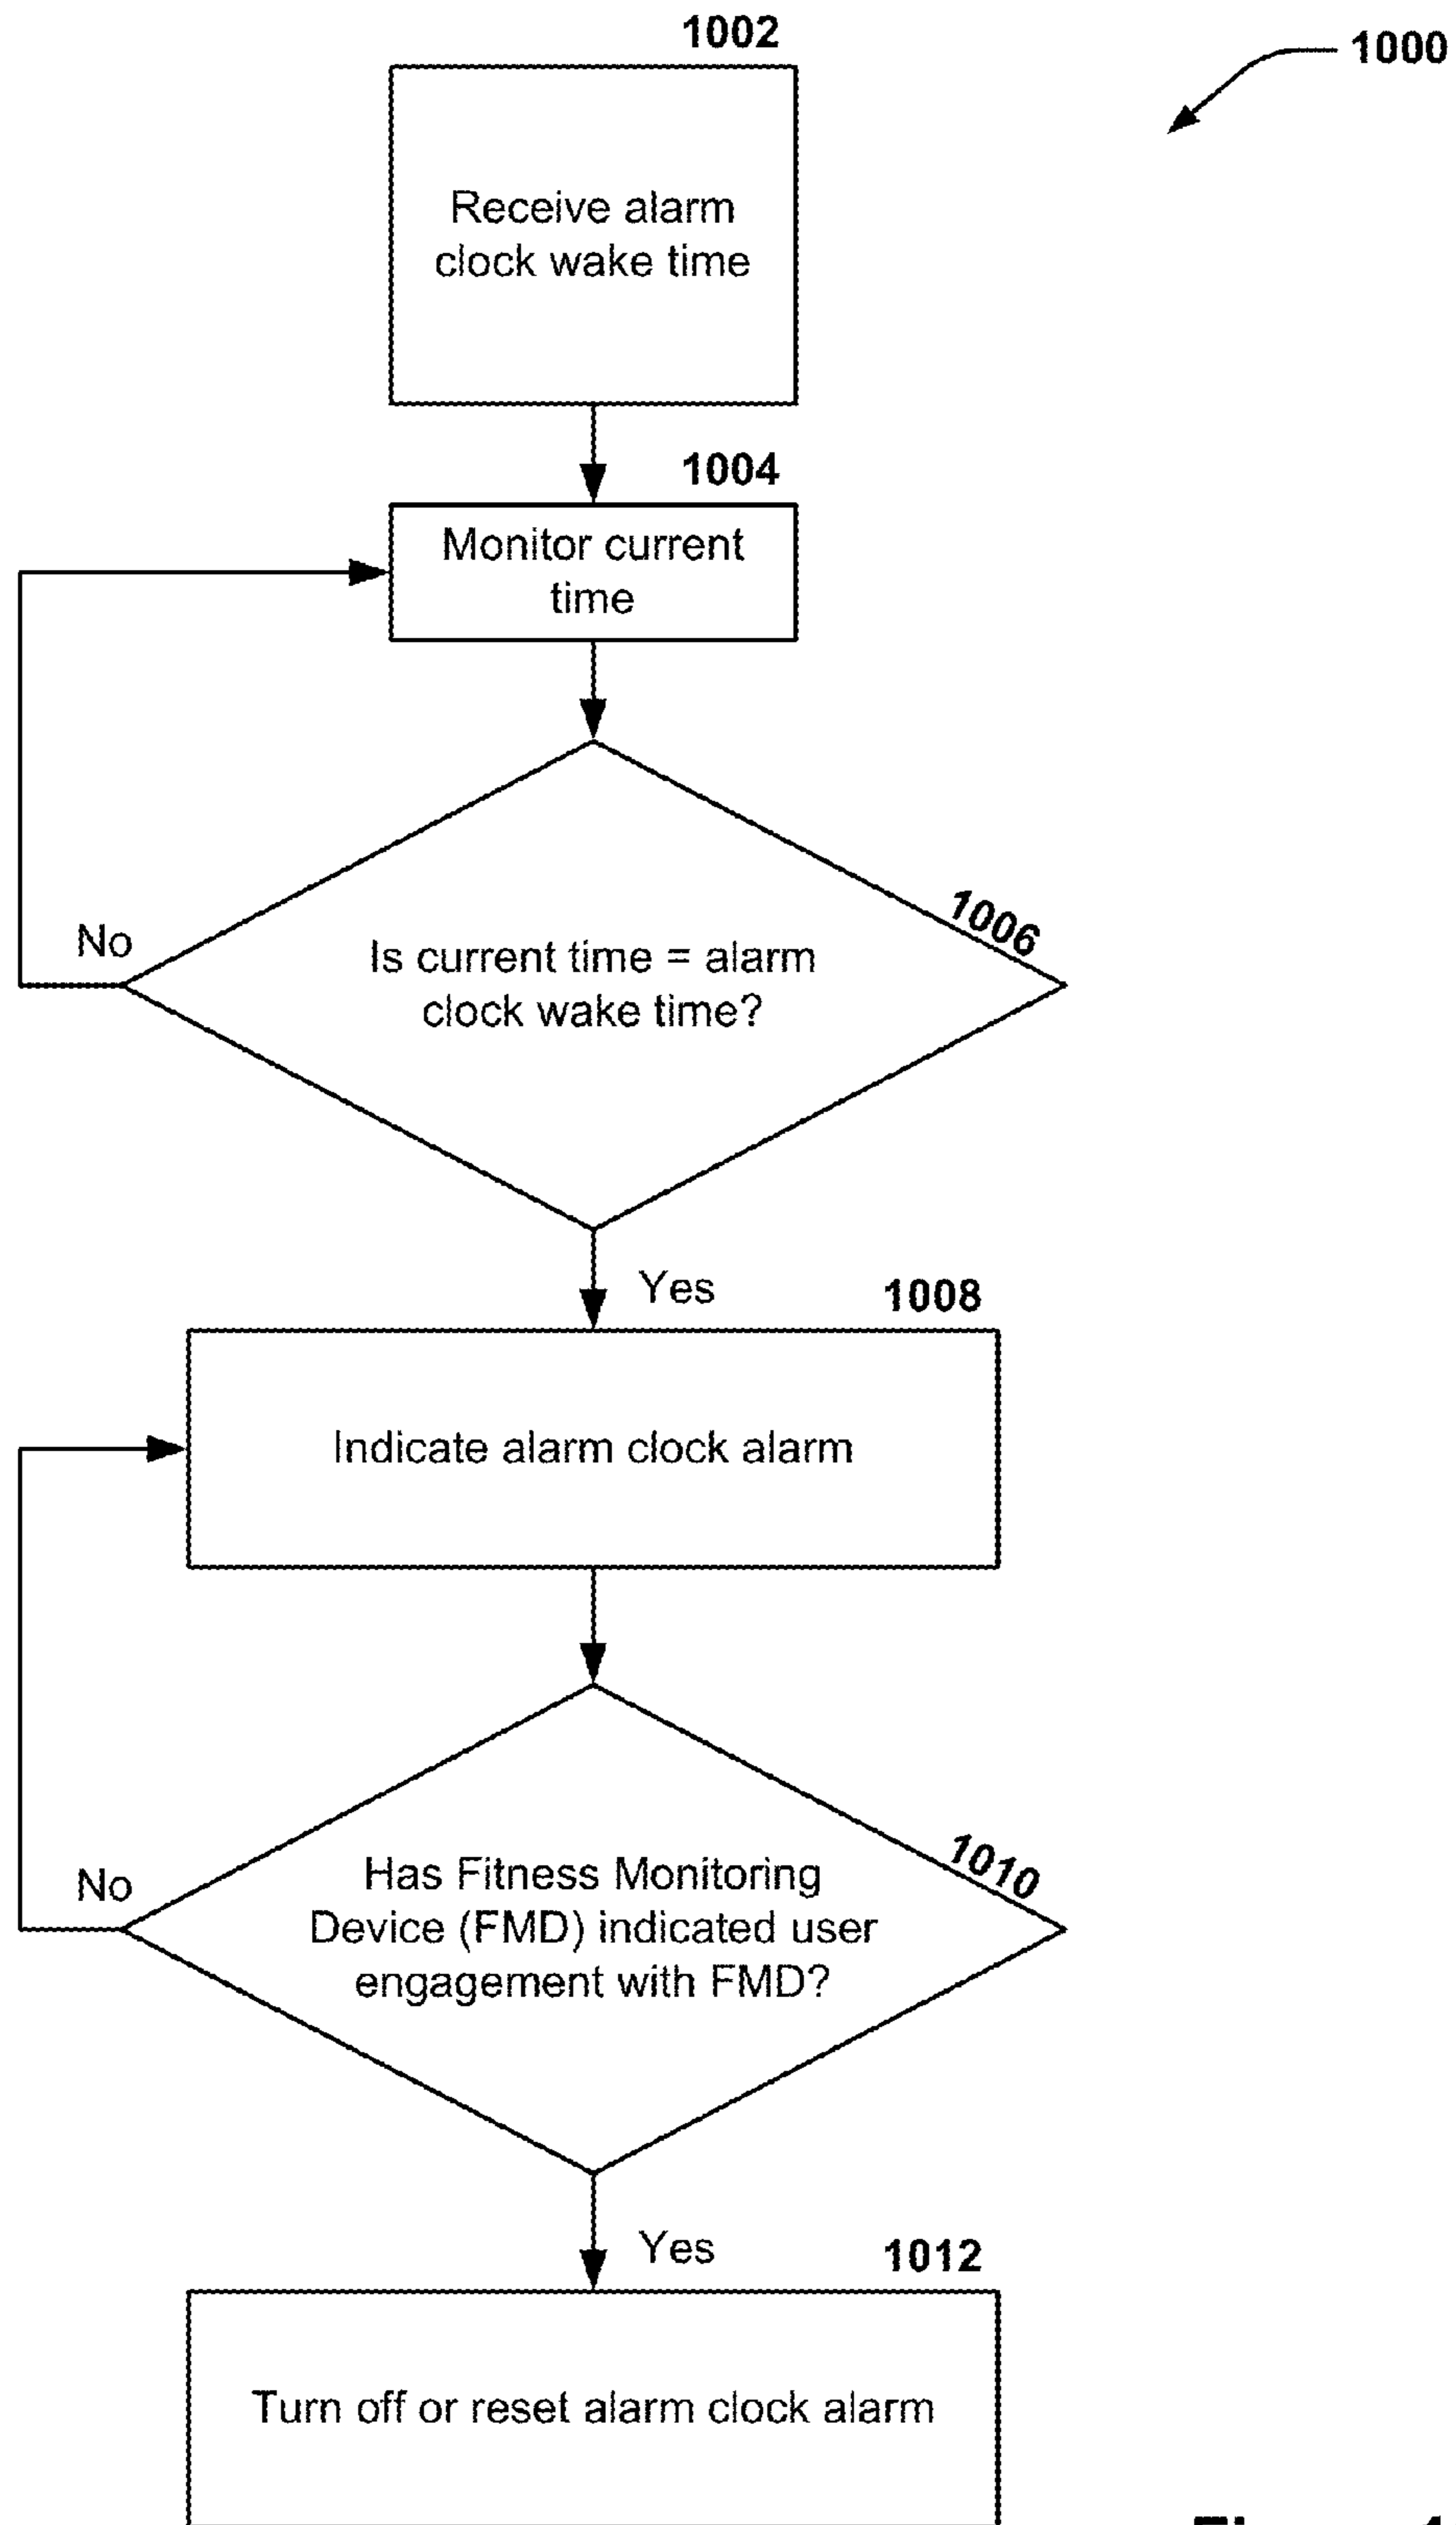 1002
1000
Receive alarm
clock wake time
1004
Monitor current
time
1006
No
Is current time = alarm
clock wake time?
Yes
1008
Indicate alarm clock alarm
1010
No
Has Fitness Monitoring
Device (FMD) indicated user
engagement with FMD?
Yes
1012
Turn off or reset alarm clock alarm